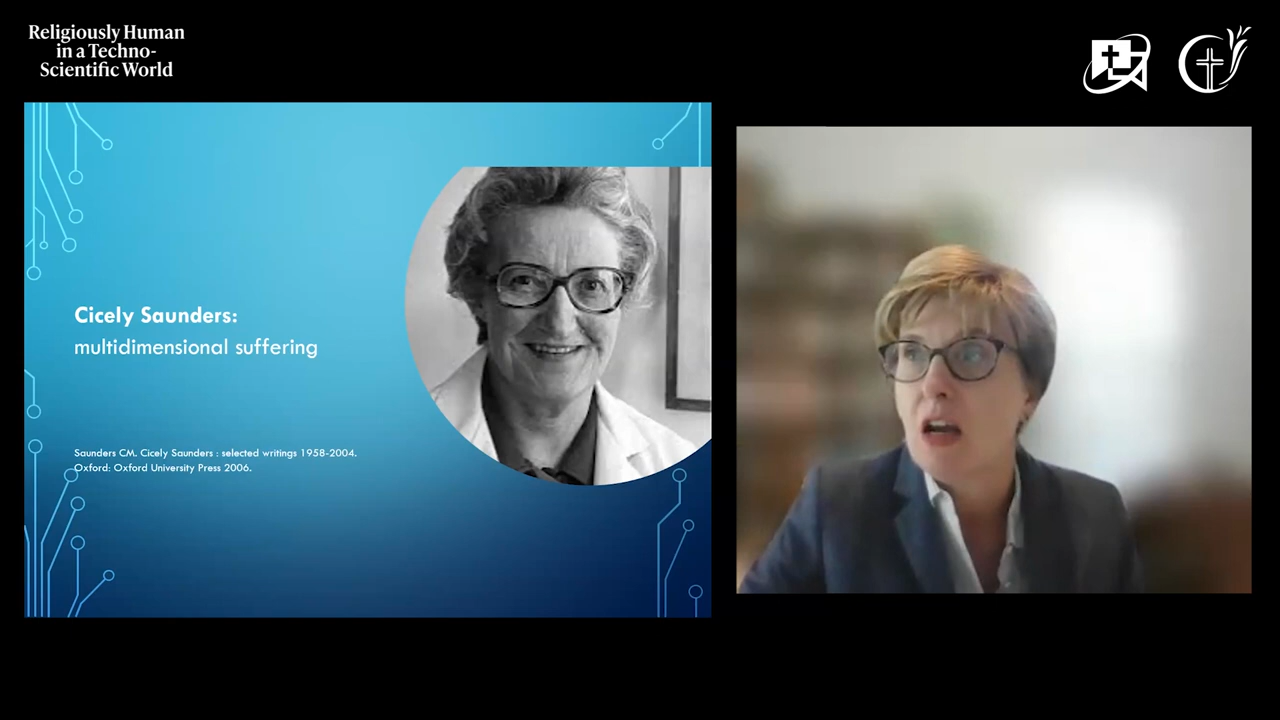 Religiously Human
in a Techno-
Scientific World
Cicely Saunders:
multidimensional suffering
Saunders CM. Cicely Saunders : selected writings 1958-2004.
Oxford: Oxford University Press 2006.